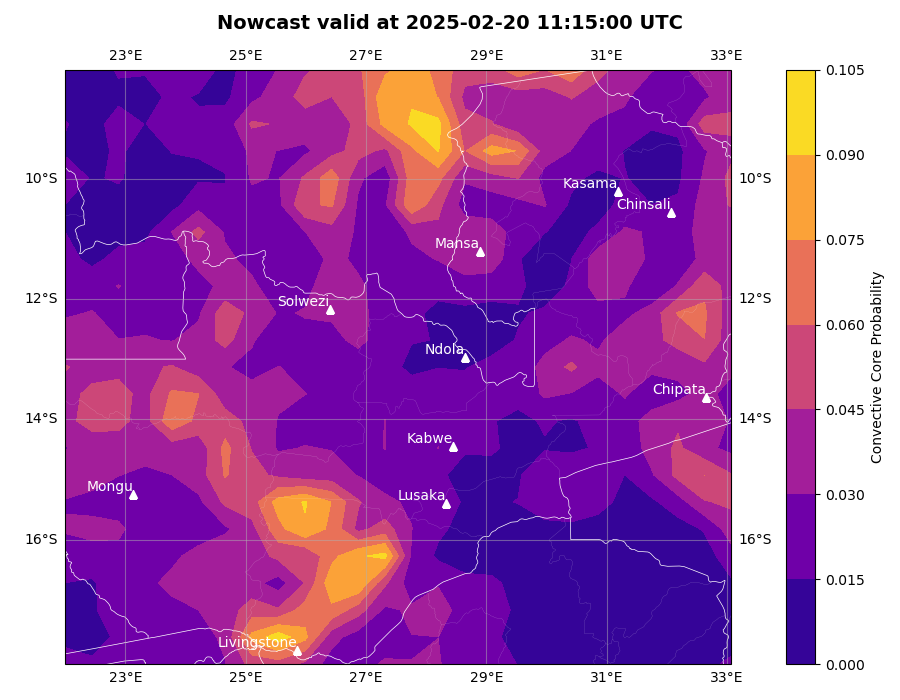 Nowcast valid at 2025-02-20 11:15:00 UTC
23°E 25°E 27°E 29°E 31°E 33°E
0.105
0.090
10°S Kasama 10°S
Chinsali
0.075
Mansa
12°S Solwezi 12°S
0.060
Ndola
Chipata
0.045
14°S 14°S
Kabwe
Convective Core Probability
Mongu Lusaka
0.030
16°S 16°S
0.015
Livingstone
0.000
23°E 25°E 27°E 29°E 31°E 33°E